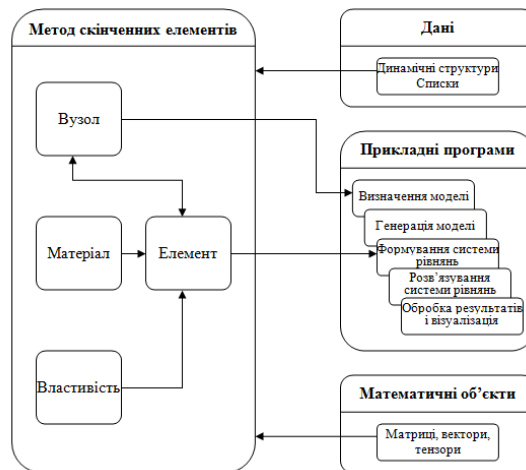 Метод скінченних елементів
Вузол
Матеріал
Елемент
Властивість
Дані
Динамічні структури
Списки
Прикладні програми
Визначення моделі
Генерація моделі
Формування системи
рівнянь
Розв’язування
системи рівнянь
Обробка результатів
і візуалізація
Математичні об’єкти
Матриці, вектори,
тензори